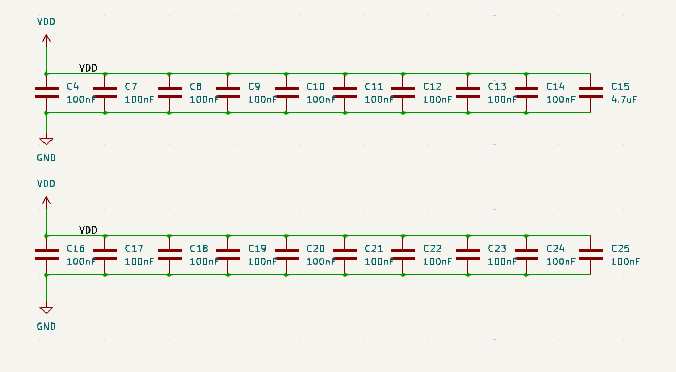 VDD
VDD
C4 C7 C8 C9 C10 C11 C12 C13 C14 C15
100nF 100nF 100nF 100nF 100nF 100nF 100nF 100nF 100nF 4.7uF
GND
VDD
VDD
C16 C17 C18 C19 C20 C21 C22 C23 C24 C25
100nF 100nF 100nF 100nF 100nF 100nF 100nF 100nF 100nF 100nF
GND